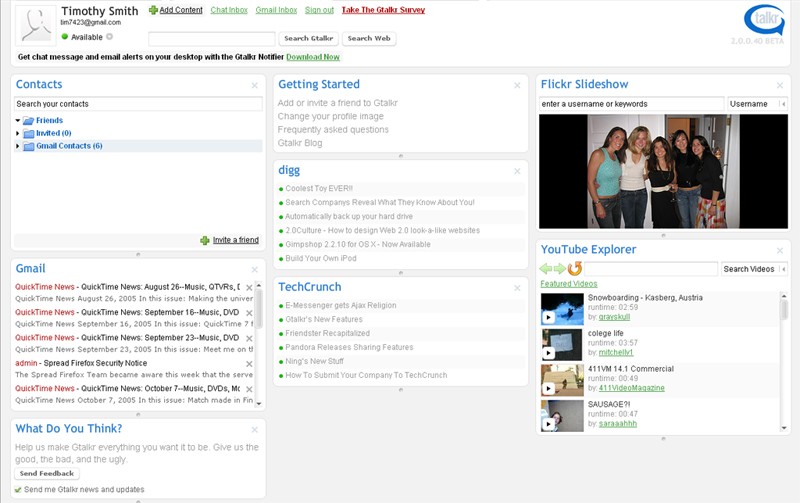 Timothy Smith
tim7423@gmail.com
Available
Add Content Chat Inbox Gmail Inbox Sign out Take The Gtalkr Survey
Search Gtalkr Search Web
talkr
2.0.0.40 BETA
Get chat message and email alerts on your desktop with the Gtalkr Notifier Download Now
Contacts
Search your contacts
Friends
Invited (0)
Gmail Contacts (6)
Invite a friend
Gmail
QuickTime News - QuickTime News: August 26--Music, QTVRs, D
QuickTime News August 26, 2005 In this issue: Making the univer
QuickTime News - QuickTime News: September 16--Music, DVD
QuickTime News September 16, 2005 In this issue: QuickTime 7 f
QuickTime News - QuickTime News: September 23--Music, DVD
QuickTime News September 23, 2005 In this issue: Meet me on th
admin - Spread Firefox Security Notice
The Spread Firefox Team became aware this week that the serve
QuickTime News - QuickTime News: October 7--Music, DVDs, Mo
QuickTime News October 7, 2005 In this issue: Match made in Fin
What Do You Think?
Help us make Gtalkr everything you want it to be. Give us the
good, the bad, and the ugly.
Send Feedback
Send me Gtalkr news and updates
Getting Started
Add or invite a friend to Gtalkr
Change your profile image
Frequently asked questions
Gtalkr Blog
digg
Coolest Toy EVER!!
Search Companys Reveal What They Know About You!
Automatically back up your hard drive
2.0Culture - How to design Web 2.0 look-a-like websites
Gimpshop 2.2.10 for OS X - Now Available
Build Your Own iPod
TechCrunch
E-Messenger gets Ajax Religion
Gtalkr's New Features
Friendster Recapitalized
Pandora Releases Sharing Features
Ning's New Stuff
How To Submit Your Company To TechCrunch
Flickr Slideshow
enter a username or keywords Username
YouTube Explorer
Search Videos
Featured Videos
Snowboarding - Kasberg, Austria
runtime: 02:59
by: grayskull
colege life
runtime: 03:57
by: mitchelly1
411VM 14.1 Commercial
runtime: 00:49
by: 411VideoMagazine
SAUSAGE?!
runtime: 00:47
by: saraaahhh